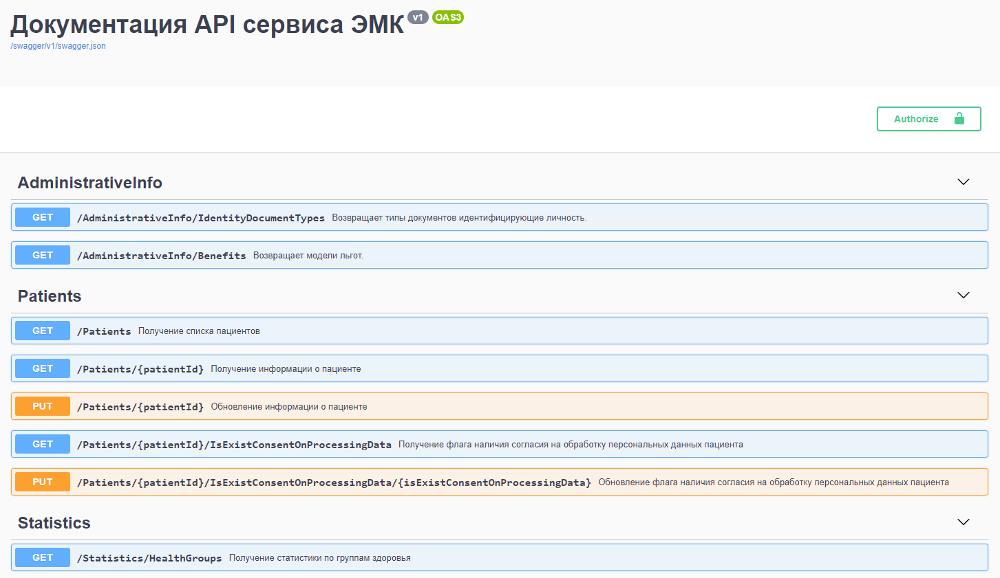 Документация API сервиса ЭМК v1 OAS3
/swagger/v1/swagger.json
Authorize
AdministrativeInfo
GET /AdministrativeInfo/IdentityDocumentTypes Возвращает типы документов идентифицирующие личность.
GET /AdministrativeInfo/Benefits Возвращает модели льгот.
Patients
GET /Patients Получение списка пациентов
GET /Patients/{patientId} Получение информации о пациенте
PUT /Patients/{patientId} Обновление информации о пациенте
GET /Patients/{patientId}/IsExistConsentOnProcessingData Получение флага наличия согласия на обработку персональных данных пациента
PUT /Patients/{patientId}/IsExistConsentOnProcessingData/{isExistConsentOnProcessingData} Обновление флага наличия согласия на обработку персональных данных пациента
Statistics
GET /Statistics/HealthGroups Получение статистики по группам здоровья